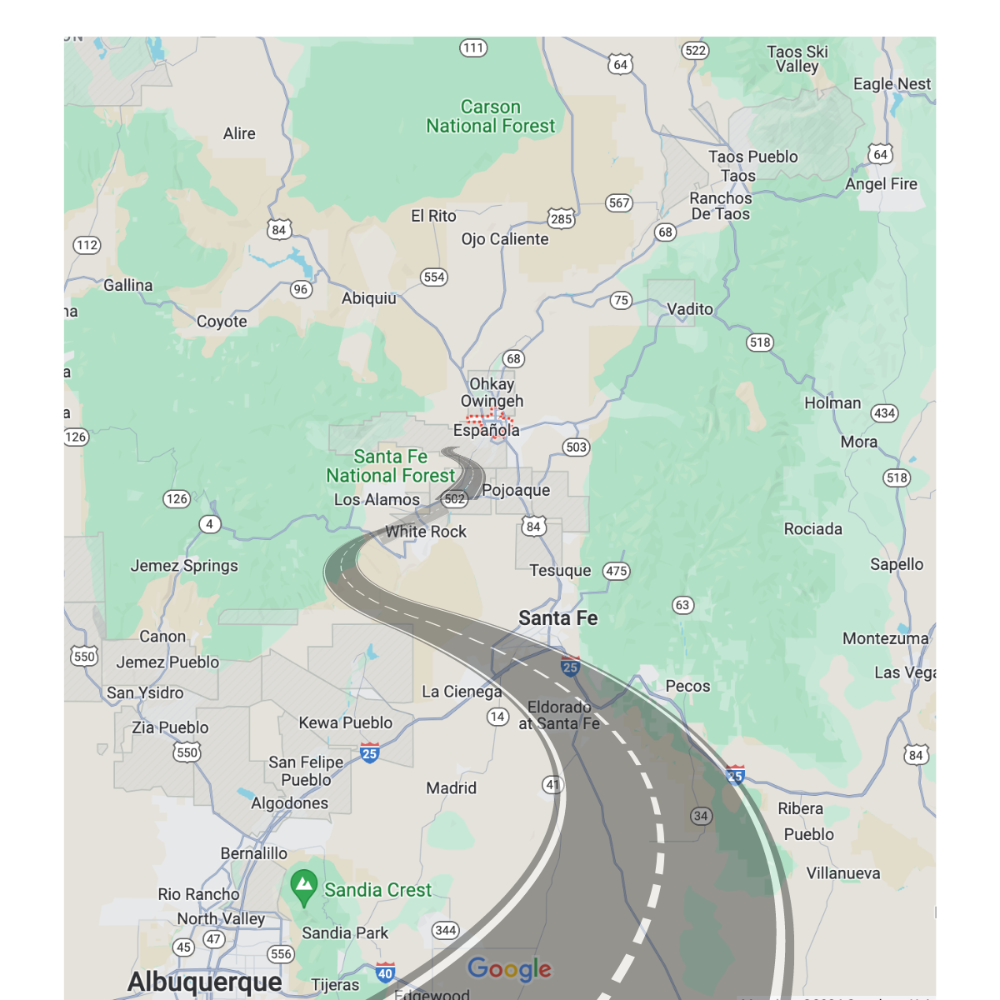 111
64
522
Taos Ski
Valley
Eagle Nest
Carson
National Forest
Alire
Taos Pueblo
64
Taos
Angel Fire
Ranchos
De Taos
567
El Rito
285
84
68
Ojo Caliente
112
554
Gallina
96
Abiquiu
75
Vadito
na
Coyote
518
68
a
Ohkay
Owingeh
Holman
a
434
Española
126
Mora
503
Santa Fe
National Forest
518
Pojoaque
126
Los Alamos
502
4
White Rock
84
Rociada
Jemez Springs
Tesuque
475
Sapello
63
Santa Fe
Canon
Montezuma
550
Jemez Pueblo
25
Las Vega
San Ysidro
La Cienega
Pecos
Eldorado
at Santa Fe
14
Zia Pueblo
Kewa Pueblo
550
25
84
San Felipe
Pueblo
25
Madrid
41
Algodones
Ribera
34
Pueblo
Bernalillo
Villanueva
Sandia Crest
Rio Rancho
North Valley
344
Sandia Park
45
47
556
Google
40
Albuquerque
Tijeras
Edgewood